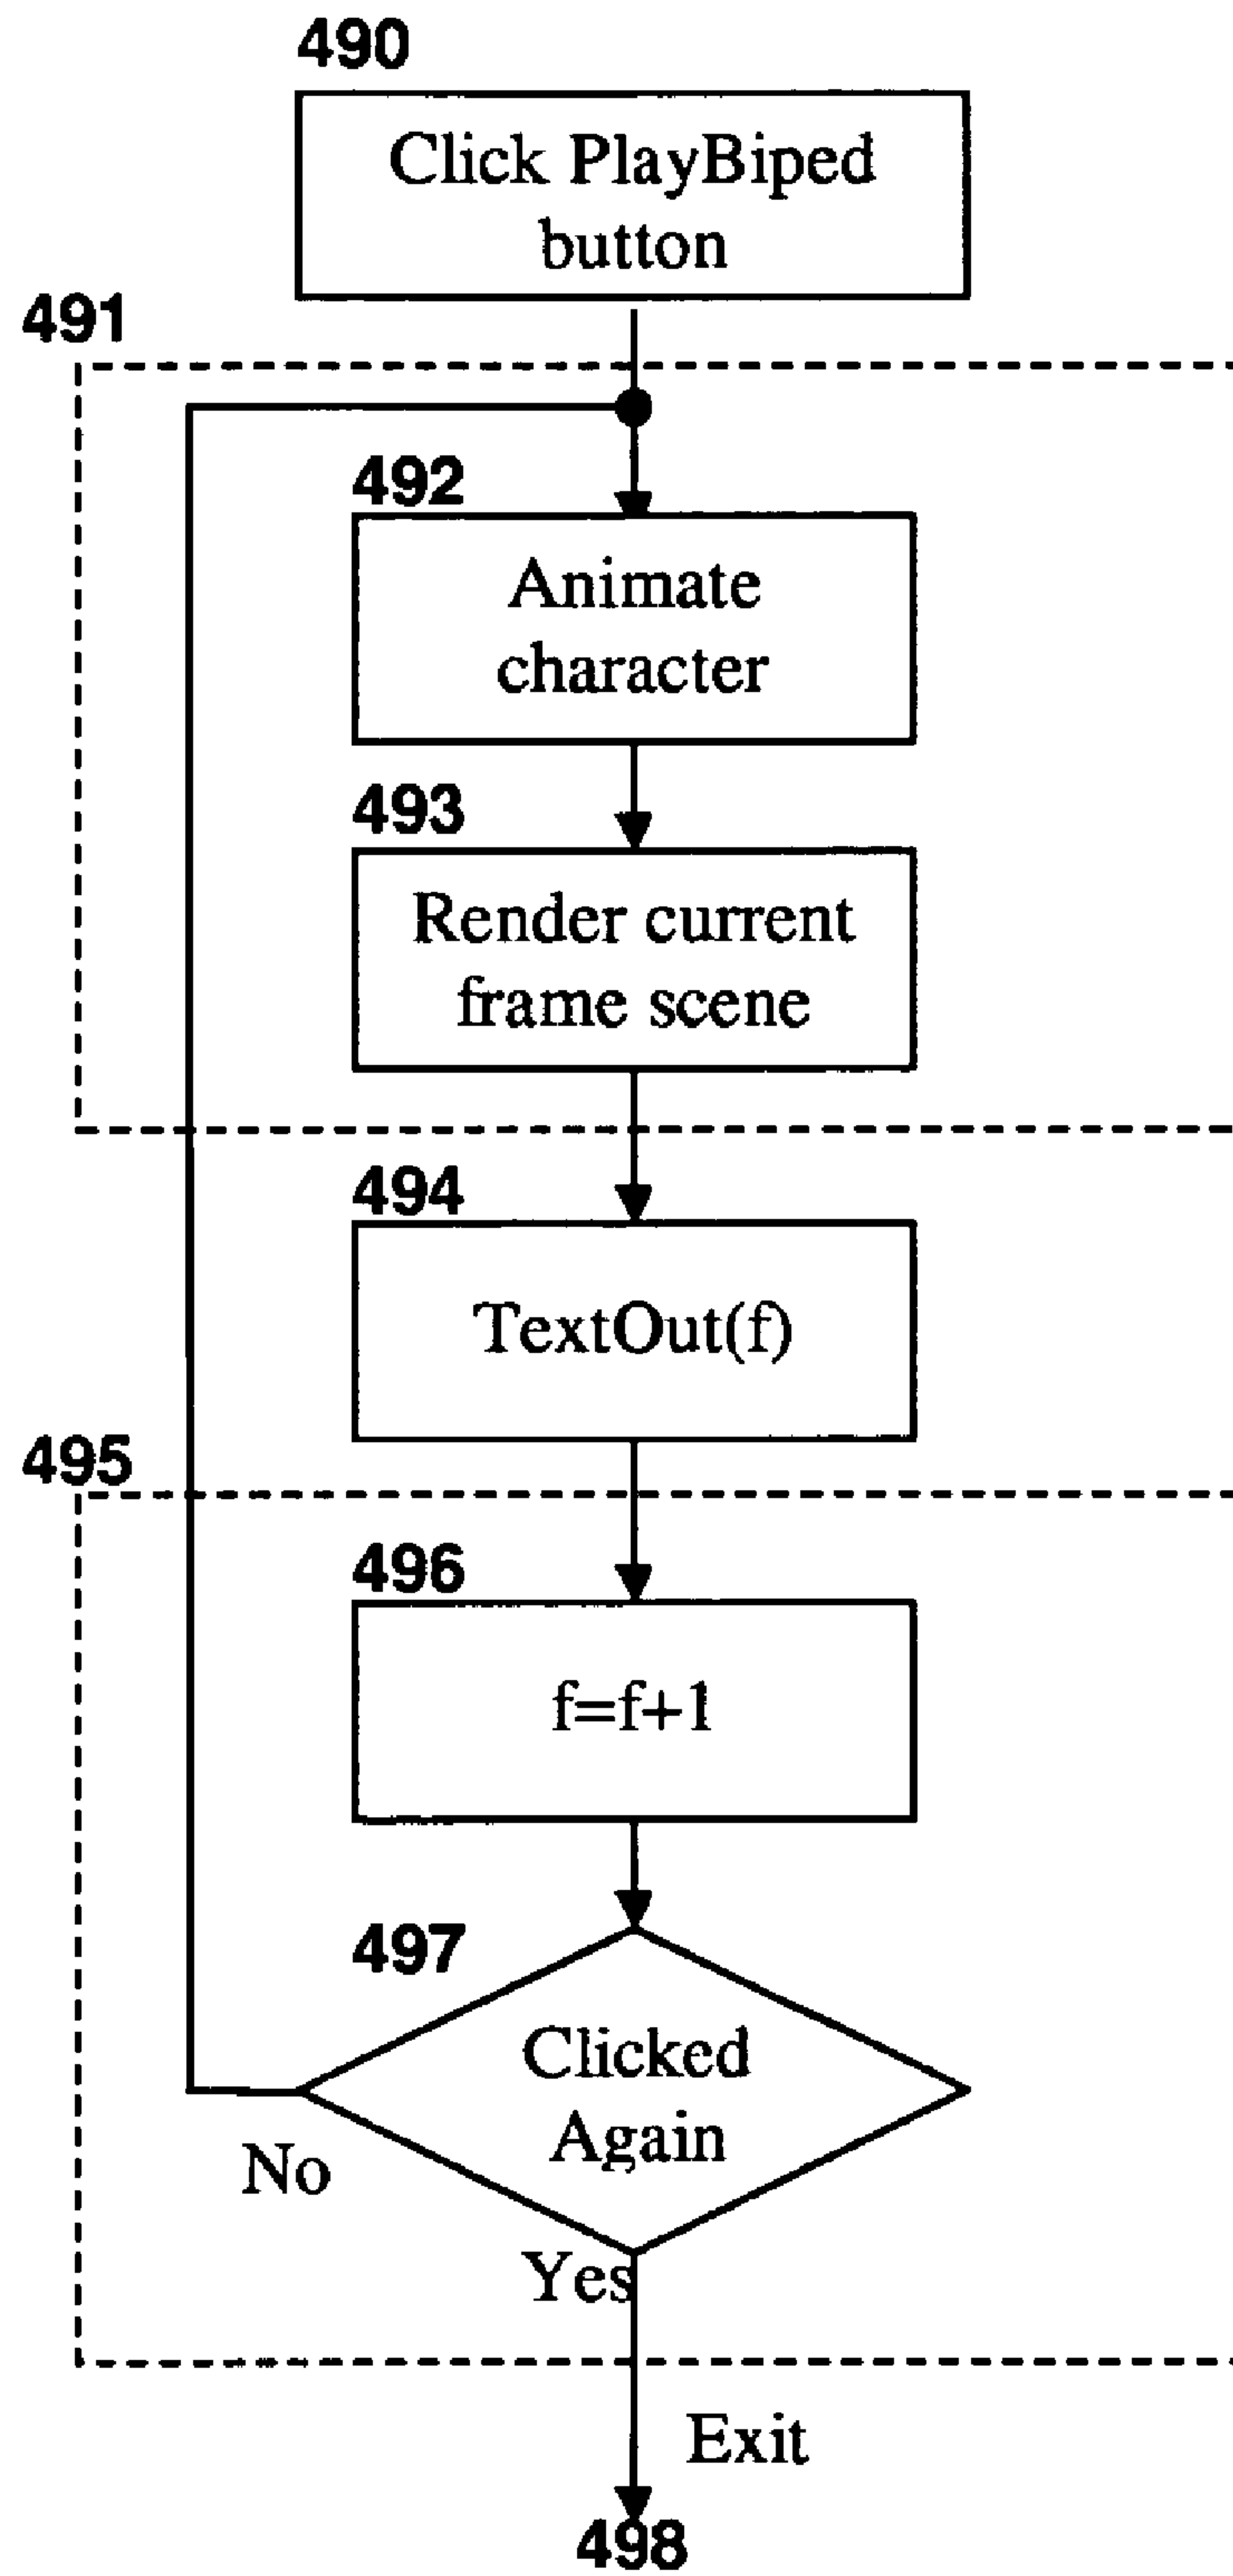 490
Click PlayBiped
button
491
492
Animate
character
493
Render current
frame scene
494
TextOut(f)
495
496
f=f+1
497
Clicked
Again
No
Yes
Exit
498